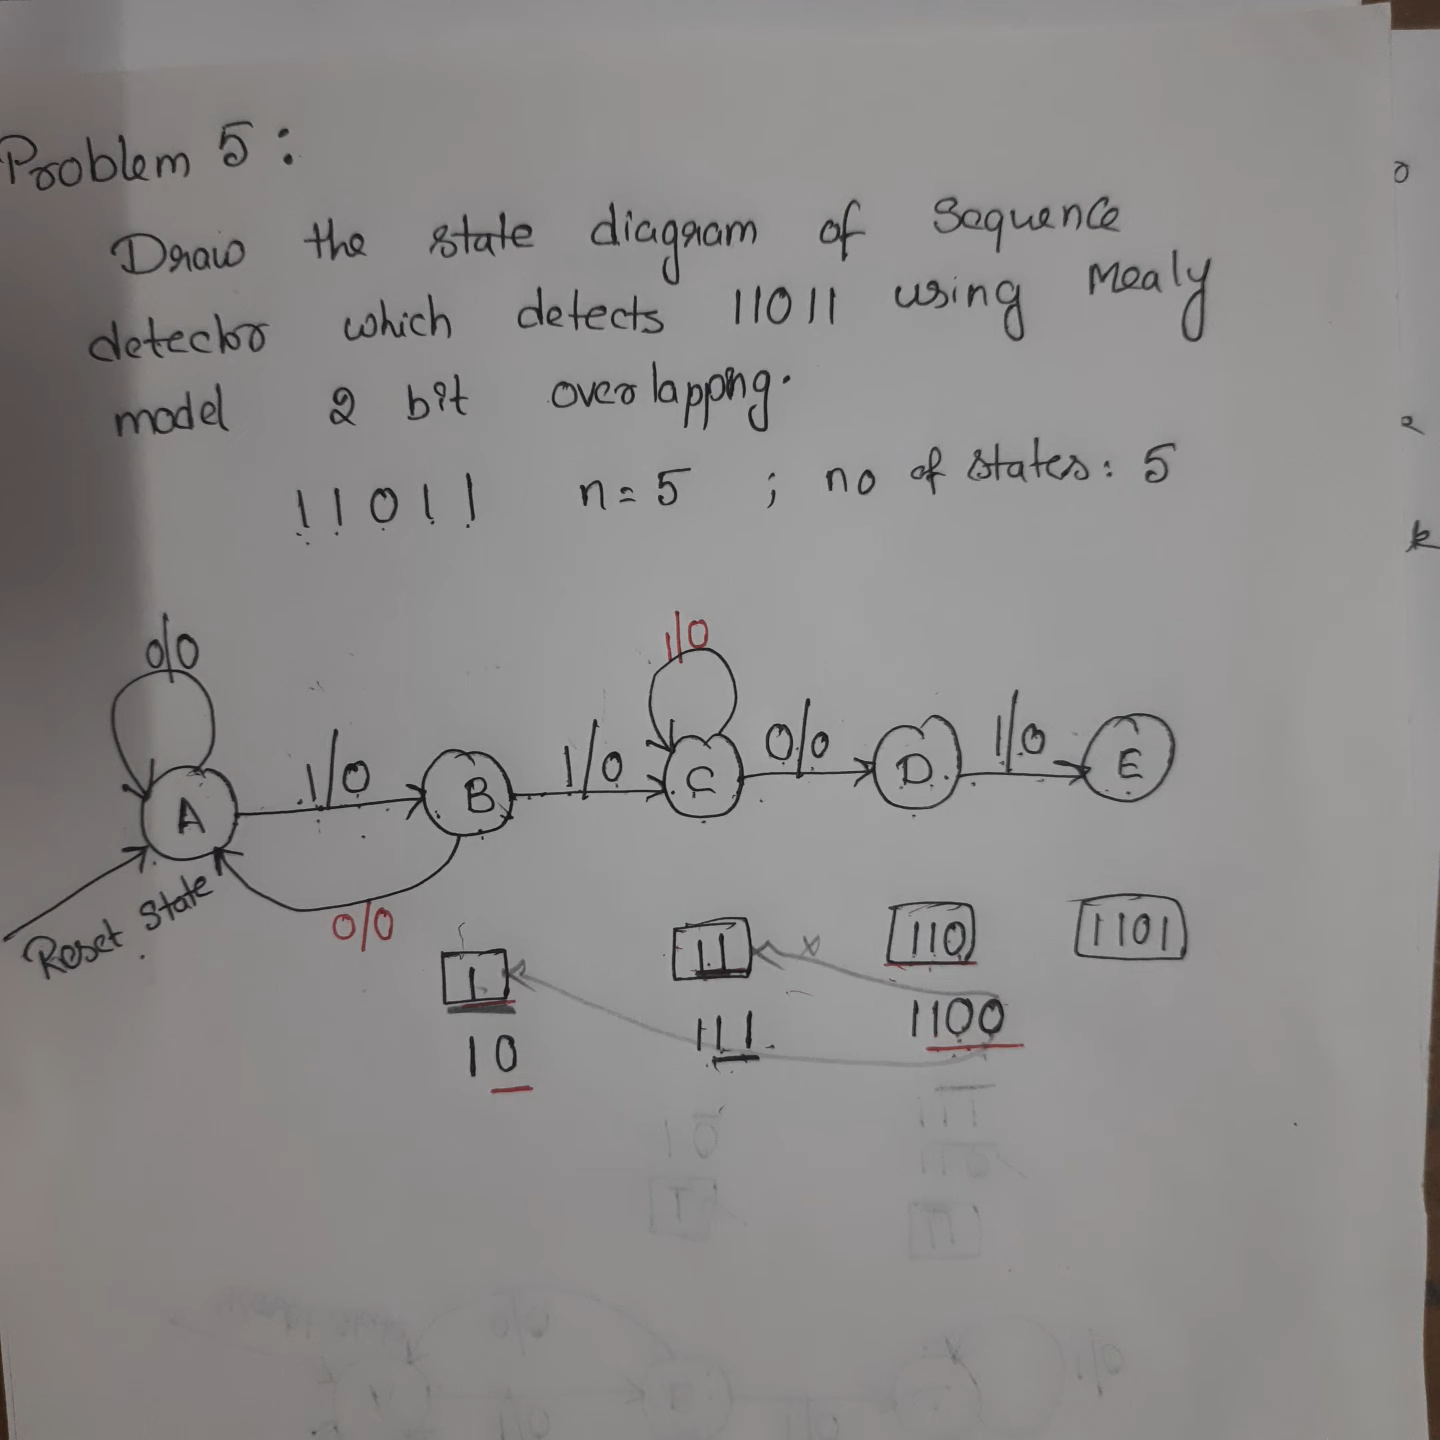 Problem 5:
Draw the state diagram of Sequence
detector which detects 11011 using Mealy
model 2 bit overlapping.
11011 n=5 ; no of states: 5
0/0
1/0
1/0
1/0
0/0
1/0
A
B
C
D
E
Reset State
0/0
1
11
110
1101
x
10
111
1100